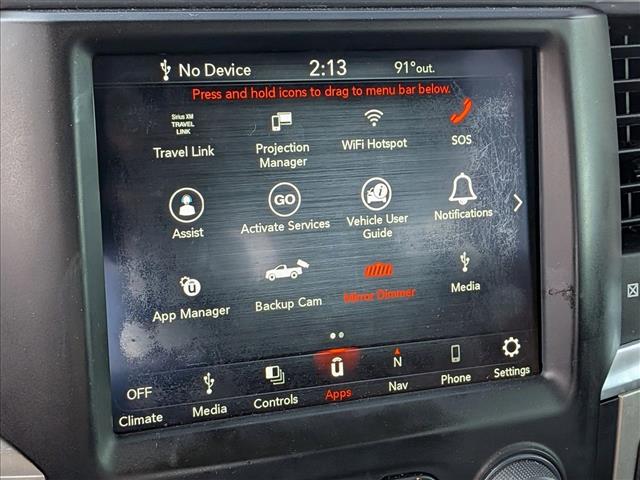 No Device 2:13 91°out.
Press and hold icons to drag to menu bar below.
Sirius XM
TRAVEL
LINK
Travel Link
Projection
Manager
WiFi Hotspot
SOS
Assist
GO
Activate Services
Vehicle User
Guide
Notifications
App Manager
Backup Cam
Mirror Dimmer
Media
OFF
Climate
Media
Controls
Apps
N
Nav
Phone
Settings